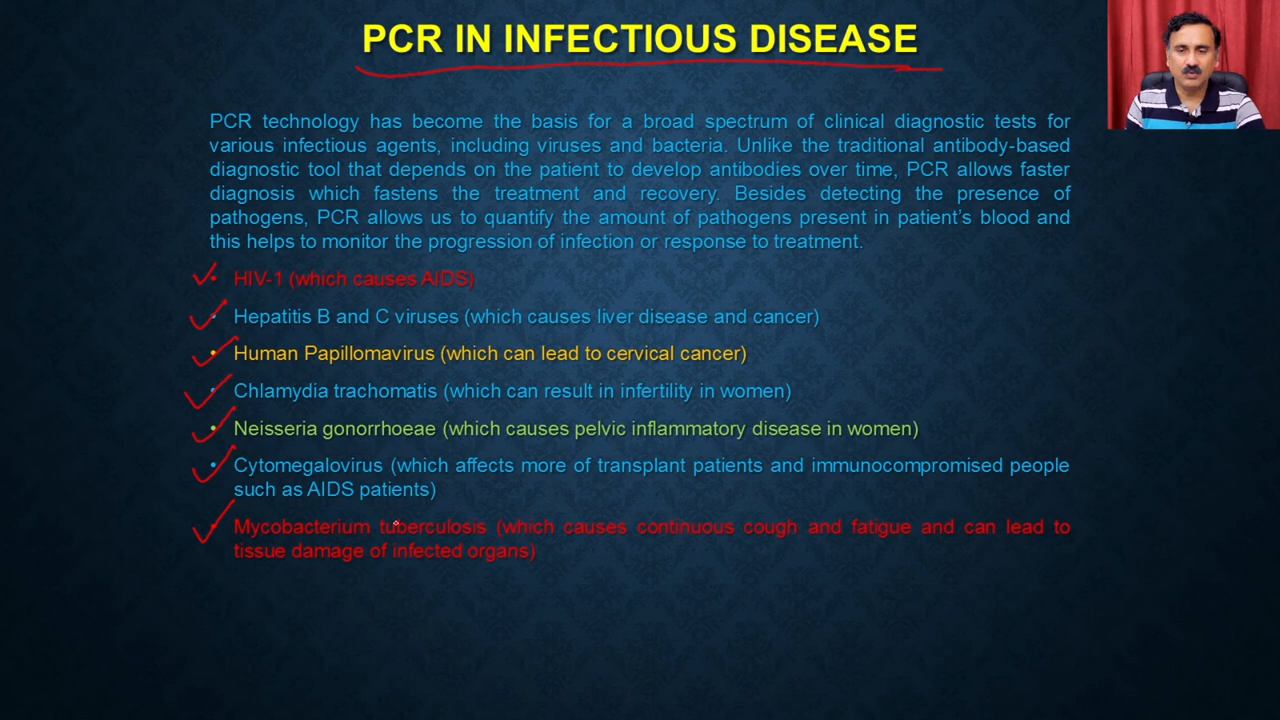 PCR IN INFECTIOUS DISEASE
PCR technology has become the basis for a broad spectrum of clinical diagnostic tests for
various infectious agents, including viruses and bacteria. Unlike the traditional antibody-based
diagnostic tool that depends on the patient to develop antibodies over time, PCR allows faster
diagnosis which fastens the treatment and recovery. Besides detecting the presence of
pathogens, PCR allows us to quantify the amount of pathogens present in patient's blood and
this helps to monitor the progression of infection or response to treatment.
• HIV-1 (which causes AIDS)
• Hepatitis B and C viruses (which causes liver disease and cancer)
• Human Papillomavirus (which can lead to cervical cancer)
• Chlamydia trachomatis (which can result in infertility in women)
• Neisseria gonorrhoeae (which causes pelvic inflammatory disease in women)
• Cytomegalovirus (which affects more of transplant patients and immunocompromised people
such as AIDS patients)
• Mycobacterium tuberculosis (which causes continuous cough and fatigue and can lead to
tissue damage of infected organs)